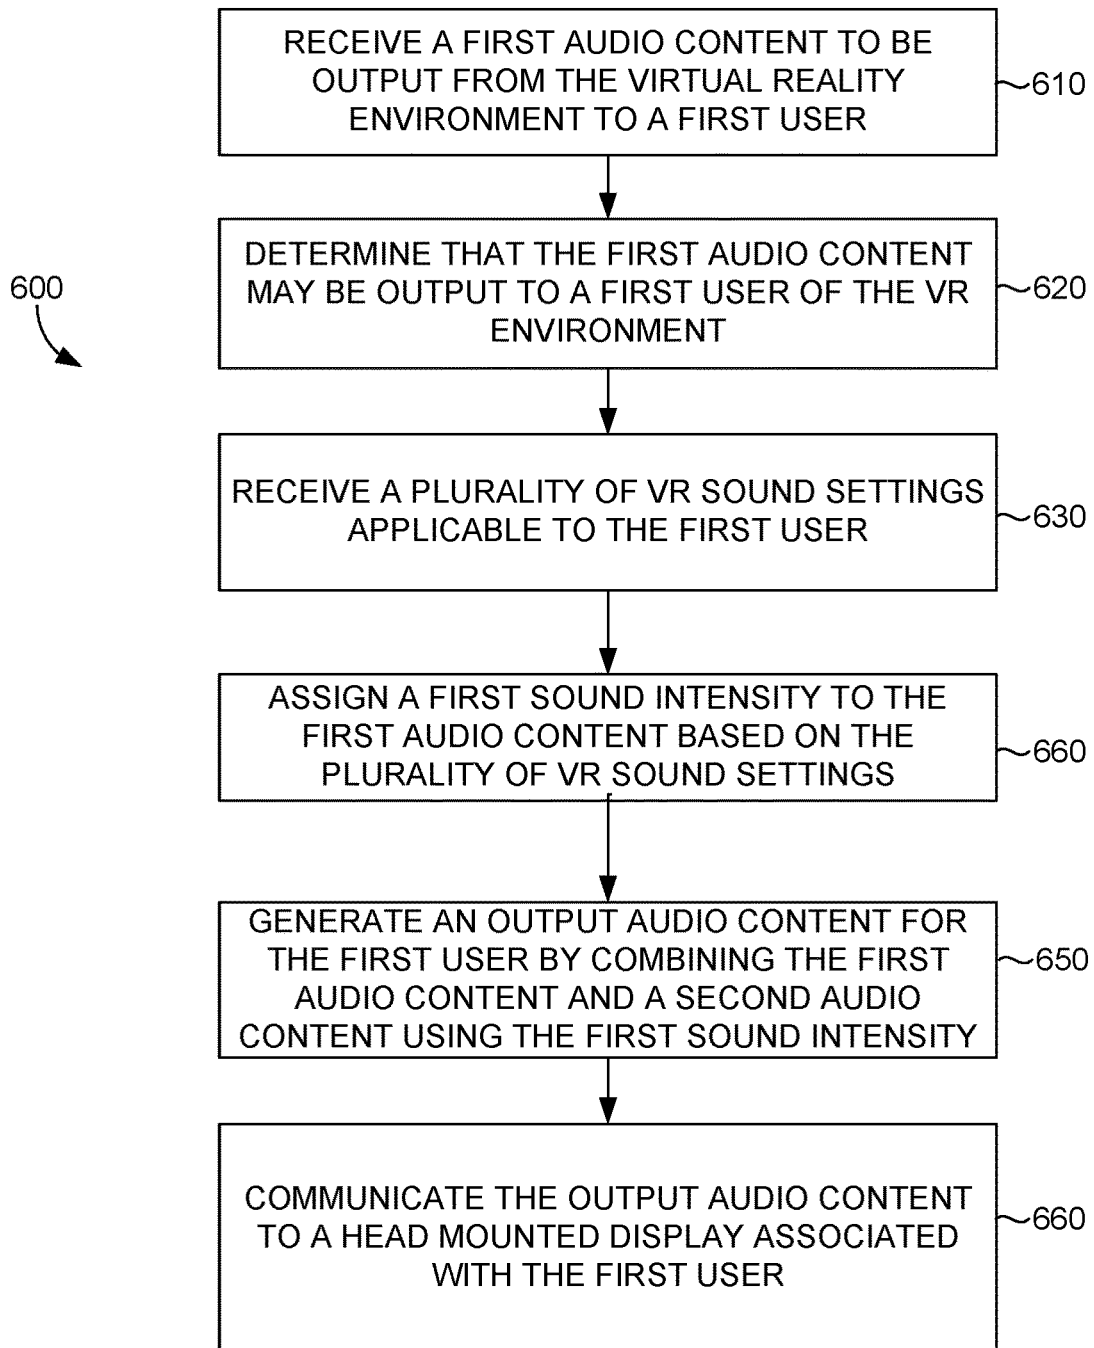 RECEIVE A FIRST AUDIO CONTENT TO BE
OUTPUT FROM THE VIRTUAL REALITY
ENVIRONMENT TO A FIRST USER
610
DETERMINE THAT THE FIRST AUDIO CONTENT
MAY BE OUTPUT TO A FIRST USER OF THE VR
ENVIRONMENT
620
600
RECEIVE A PLURALITY OF VR SOUND SETTINGS
APPLICABLE TO THE FIRST USER
630
ASSIGN A FIRST SOUND INTENSITY TO THE
FIRST AUDIO CONTENT BASED ON THE
PLURALITY OF VR SOUND SETTINGS
660
GENERATE AN OUTPUT AUDIO CONTENT FOR
THE FIRST USER BY COMBINING THE FIRST
AUDIO CONTENT AND A SECOND AUDIO
CONTENT USING THE FIRST SOUND INTENSITY
650
COMMUNICATE THE OUTPUT AUDIO CONTENT
TO A HEAD MOUNTED DISPLAY ASSOCIATED
WITH THE FIRST USER
660